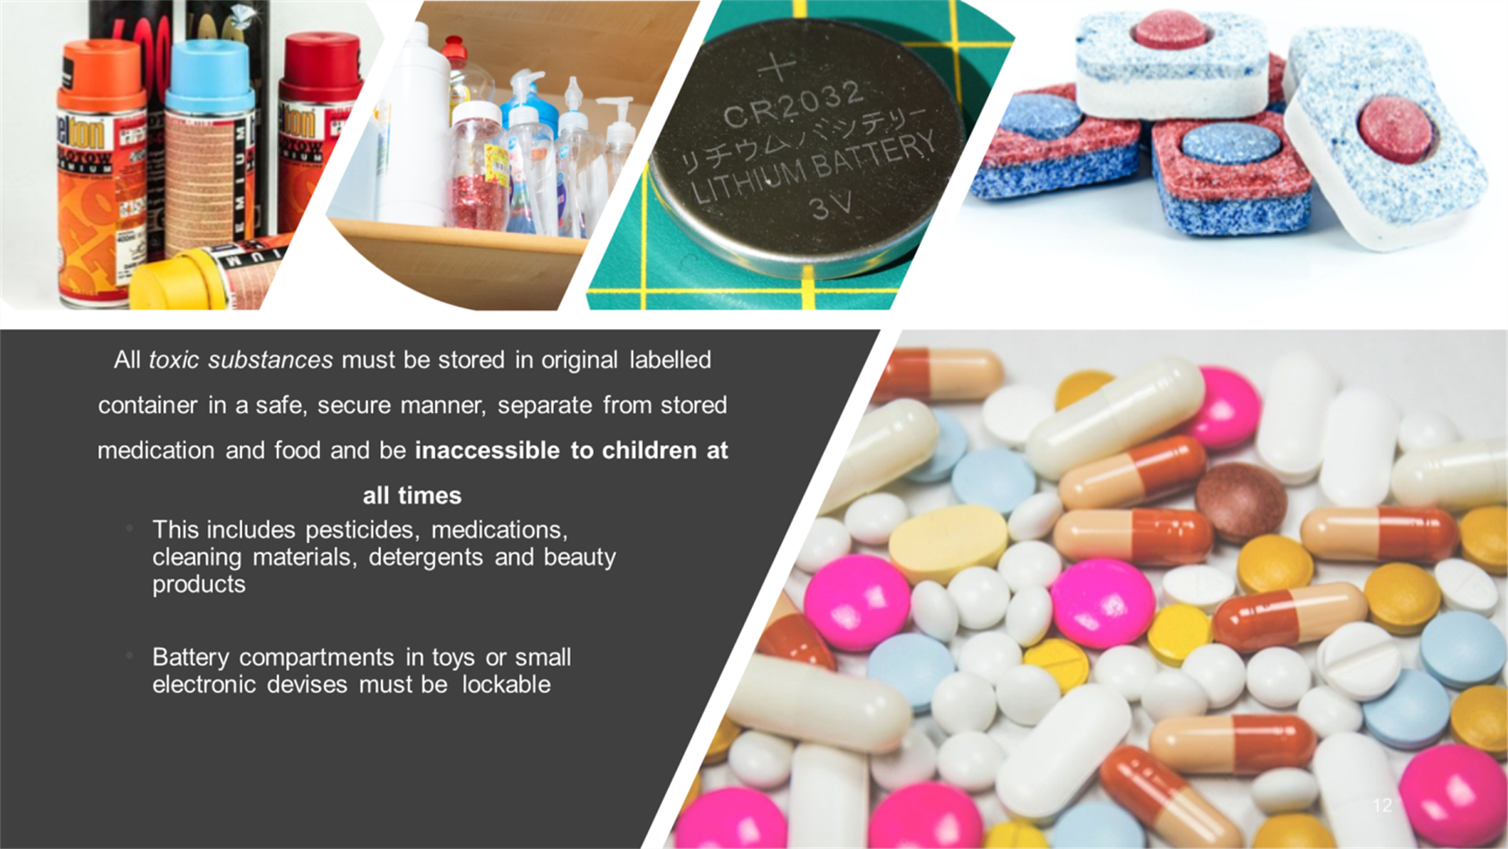 CR2032
リチウムバッテリー
LITHIUM BATTERY
3V
All toxic substances must be stored in original labelled
container in a safe, secure manner, separate from stored
medication and food and be inaccessible to children at
all times
This includes pesticides, medications,
cleaning materials, detergents and beauty
products
Battery compartments in toys or small
electronic devises must be lockable
12